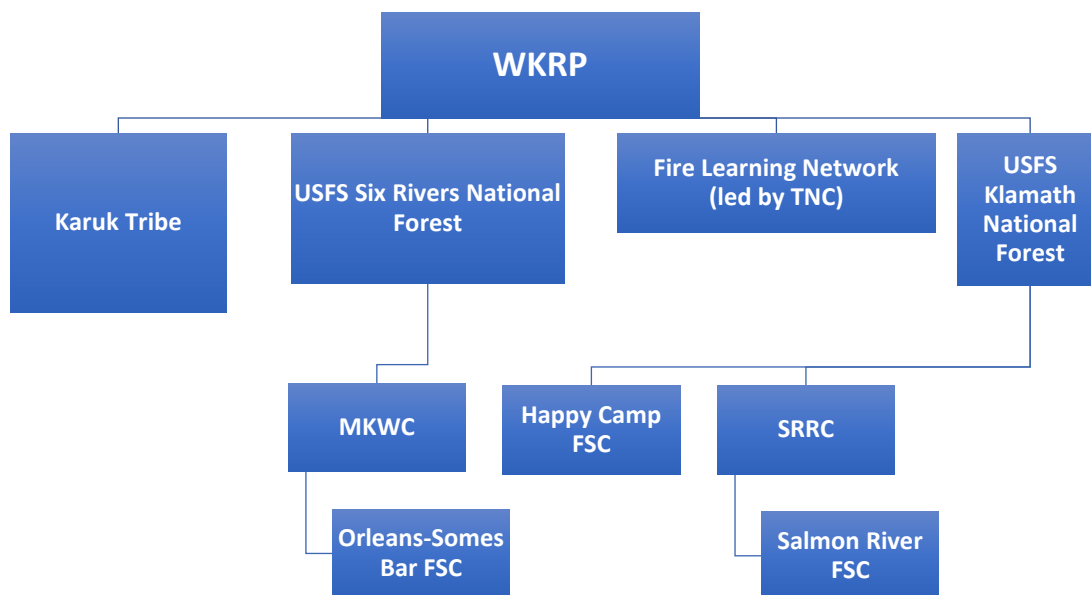 WKRP
Karuk Tribe
USFS Six Rivers National
Forest
Fire Learning Network
(led by TNC)
USFS
Klamath
National
Forest
MKWC
Happy Camp
FSC
SRRC
Orleans-Somes
Bar FSC
Salmon River
FSC